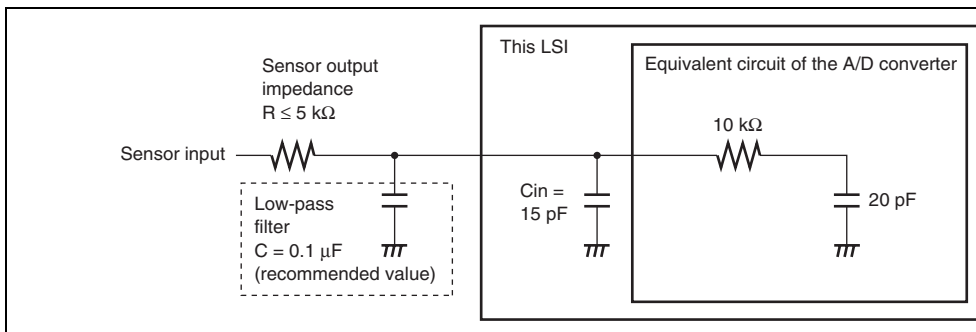 This LSI
Equivalent circuit of the A/D converter
Sensor output
impedance
R ≤ 5 kΩ
10 kΩ
Sensor input
Low-pass
filter
C = 0.1 μF
(recommended value)
Cin =
15 pF
20 pF